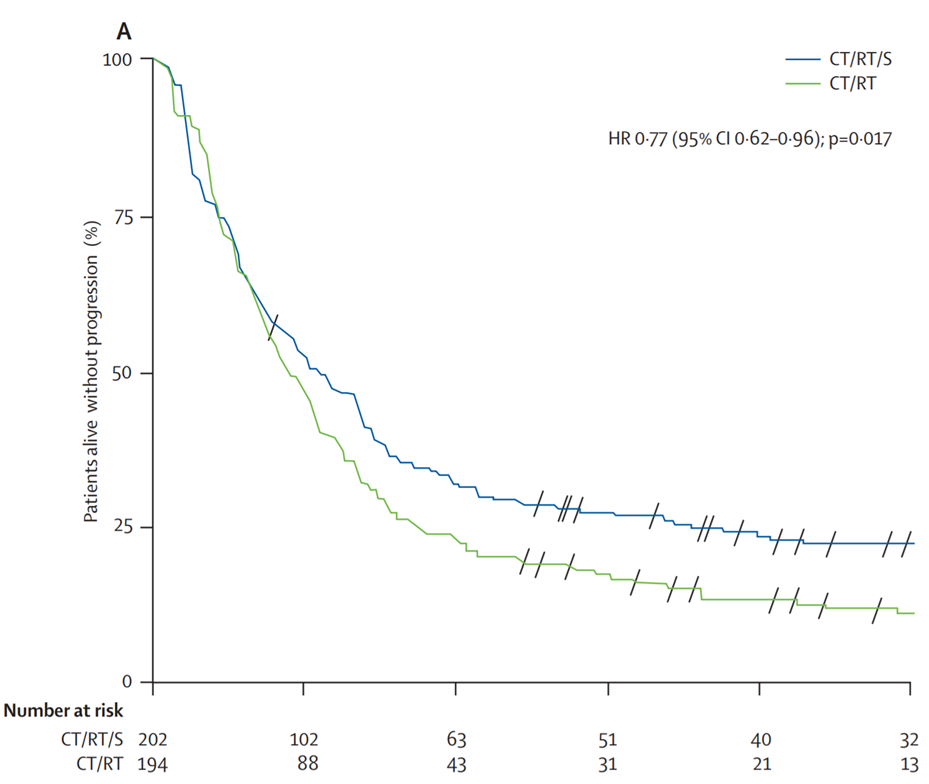 A
100
CT/RT/S
CT/RT
HR 0·77 (95% CI 0·62–0·96); p=0·017
75
Patients alive without progression (%)
50
25
0
Number at risk
CT/RT/S 202 102 63 51 40 32
CT/RT 194 88 43 31 21 13